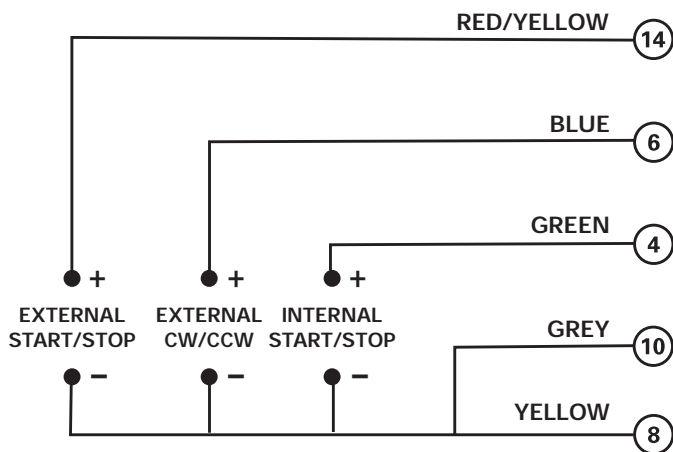 RED/YELLOW
14
BLUE
6
GREEN
4
+ + +
EXTERNAL EXTERNAL INTERNAL
START/STOP CW/CCW START/STOP
GREY
10
− − −
YELLOW
8